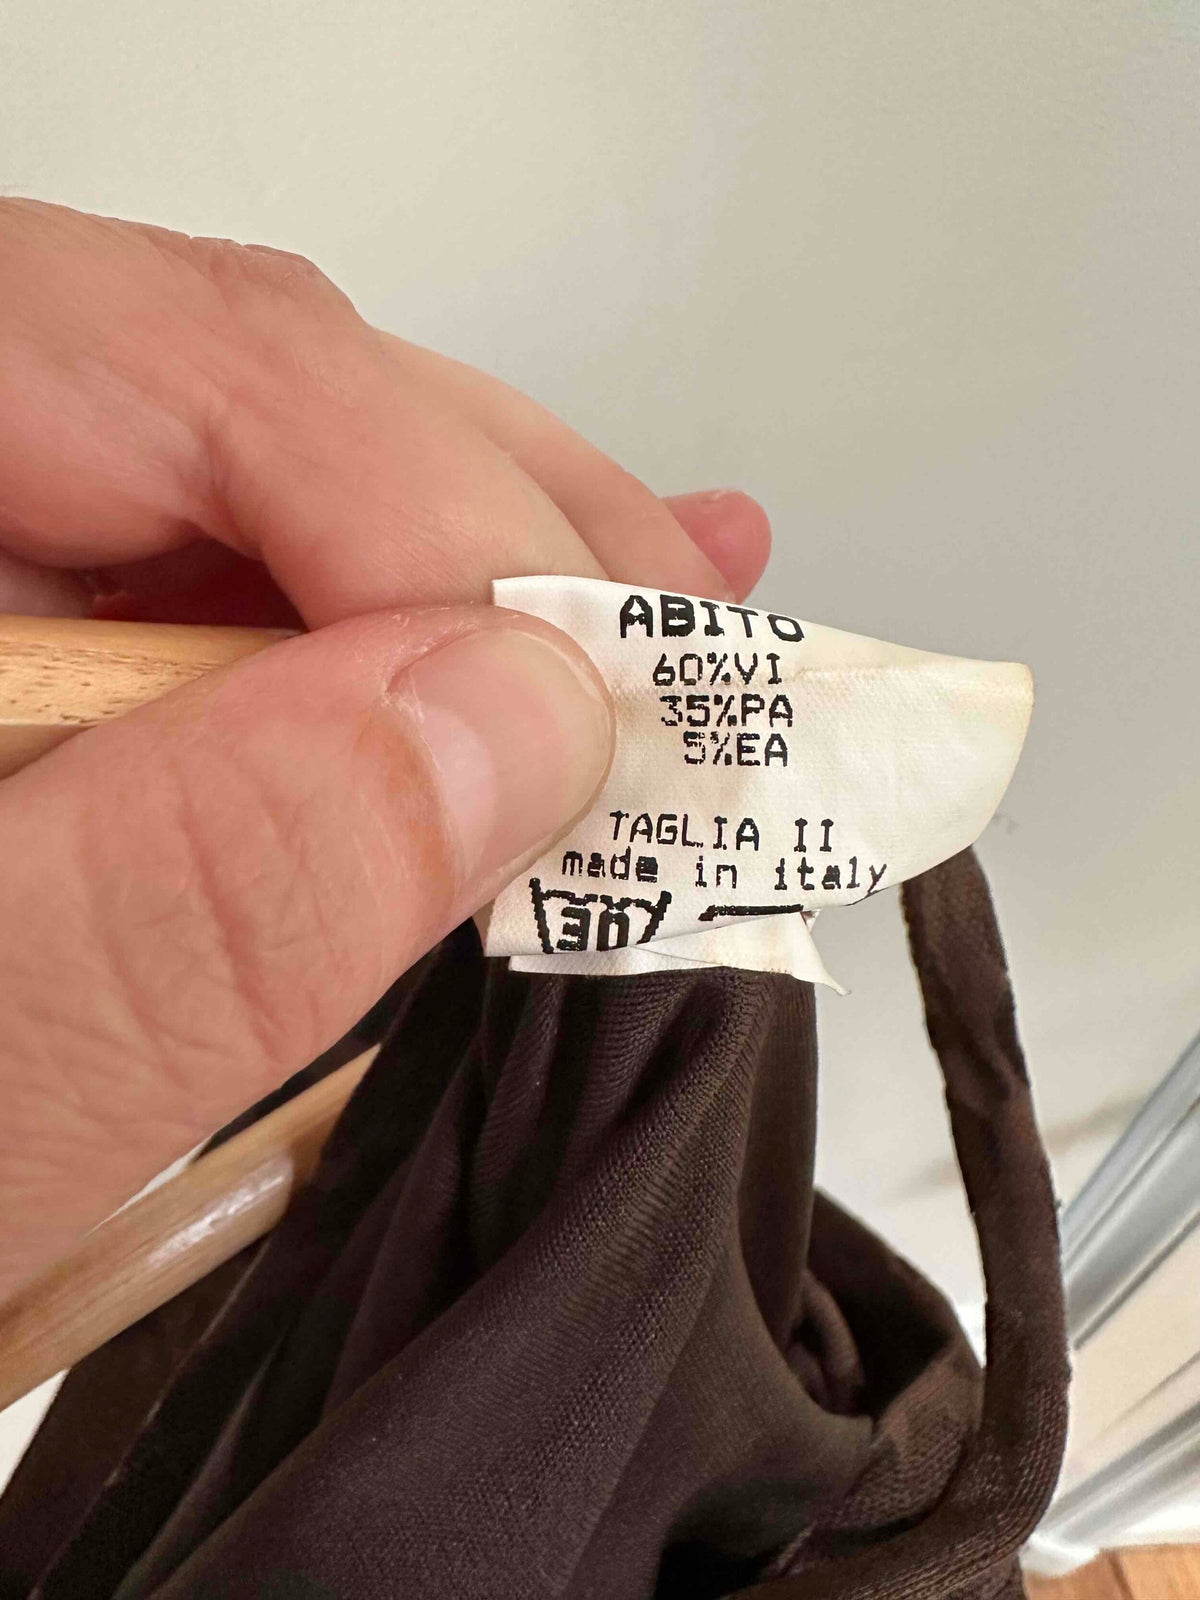 ABITO
60%VI
35%PA
5%EA
TAGLIA II
made in italy
30